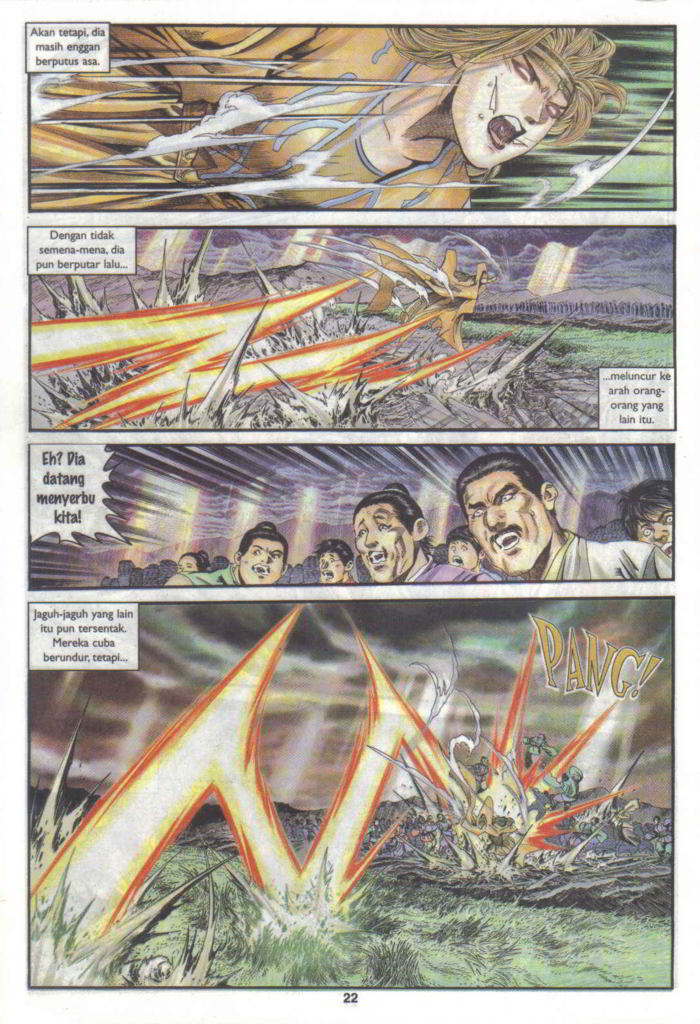 Akan tetapi, dia
masih enggan
berputus asa.
Dengan tidak
semena-mena, dia
pun berputar lalu...
...meluncur ke
arah orang-
orang yang
lain itu.
Eh? Dia
datang
menyerbu
kita!
Jaguh-jaguh yang lain
itu pun tersentak.
Mereka cuba
berundur, tetapi...
PANG!
22